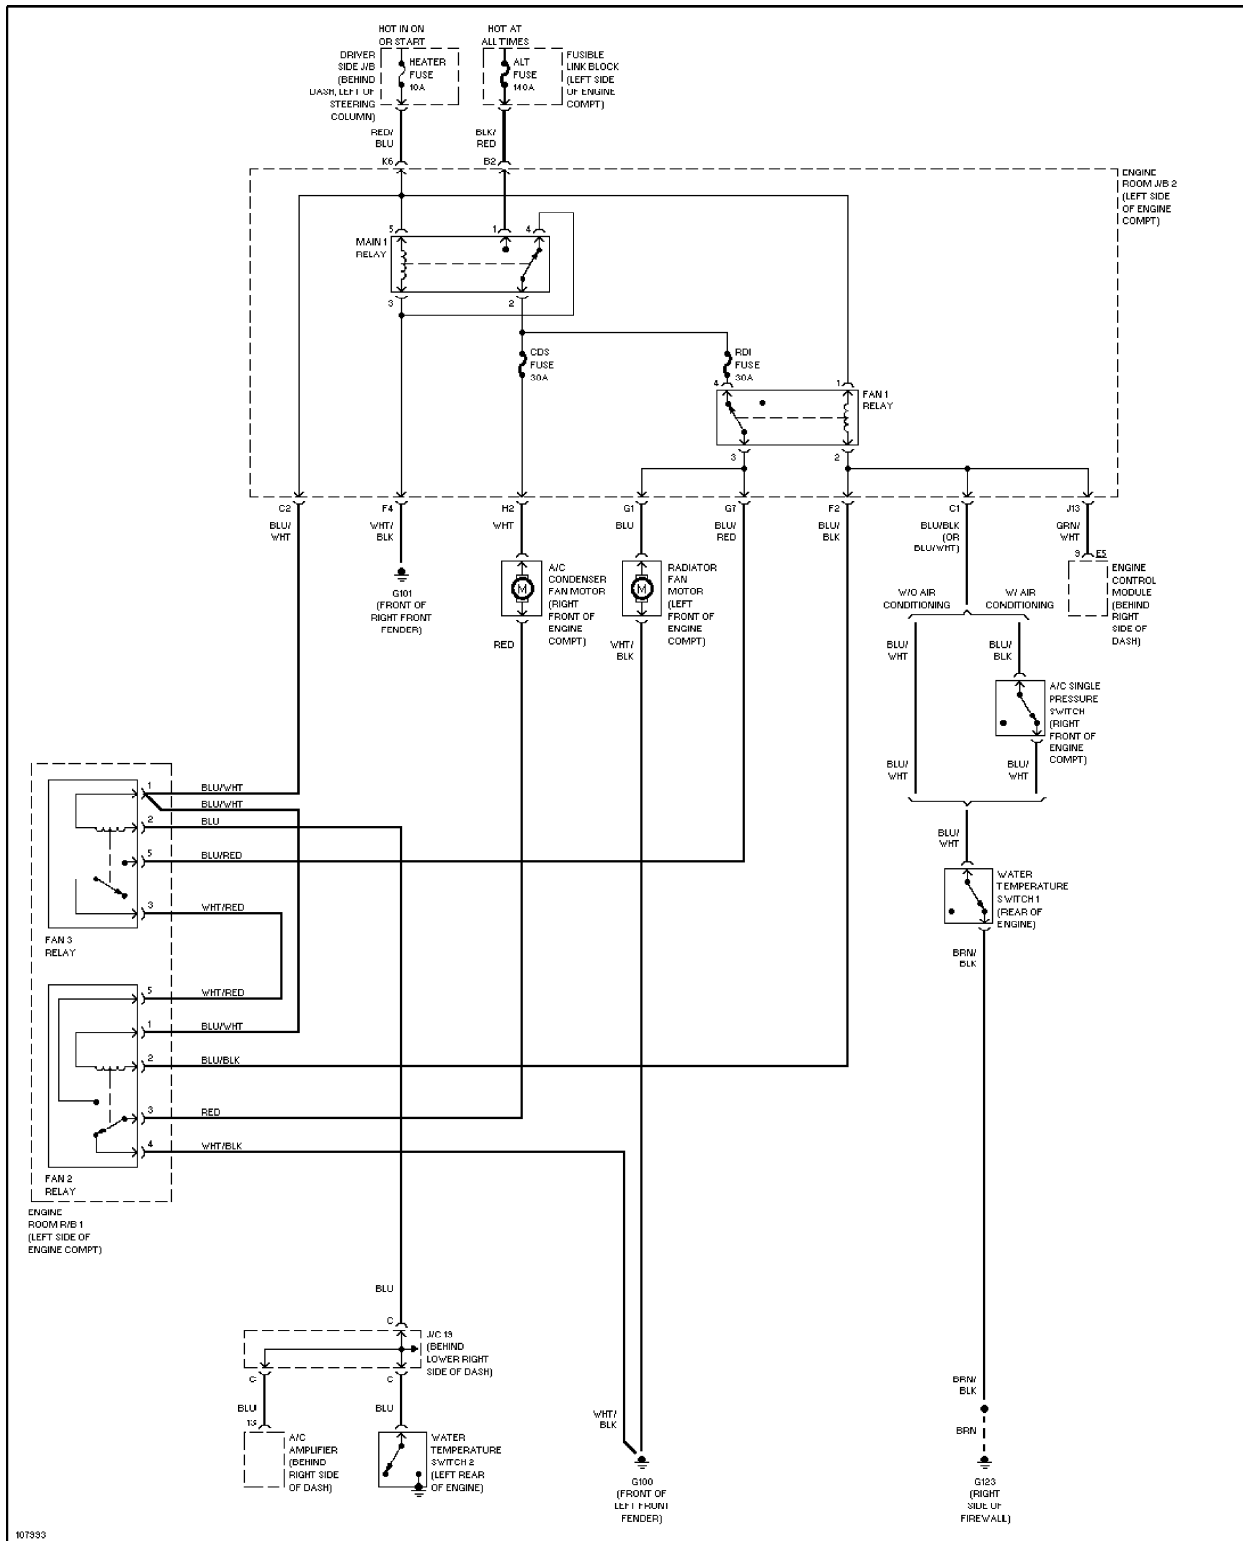 HOT IN ON
OR START
HOT AT
ALL TIMES
DRIVER
SIDE J/B
(BEHIND
DASH, LEFT OF
STEERING
COLUMN)
HEATER
FUSE
10A
ALT
FUSE
140A
FUSIBLE
LINK BLOCK
(LEFT SIDE
OF ENGINE
COMPT)
RED/
BLU
BLK/
RED
K6
B2
ENGINE
ROOM J/B 2
(LEFT SIDE
OF ENGINE
COMPT)
5
1
4
MAIN 1
RELAY
3
2
CDS
FUSE
30A
RDI
FUSE
30A
4
1
FAN 1
RELAY
3
2
C2
F4
H2
G1
G7
F2
C1
J13
BLU/
WHT
WHT/
BLK
WHT
BLU
BLU/
RED
BLU/
BLK
BLU/BLK
(OR
BLU/WHT)
GRN/
WHT
9
E5
ENGINE
CONTROL
MODULE
(BEHIND
RIGHT
SIDE OF
DASH)
G101
(FRONT OF
RIGHT FRONT
FENDER)
M
A/C
CONDENSER
FAN MOTOR
(RIGHT
FRONT OF
ENGINE
COMPT)
M
RADIATOR
FAN
MOTOR
(LEFT
FRONT OF
ENGINE
COMPT)
W/O AIR
CONDITIONING
W/ AIR
CONDITIONING
RED
WHT/
BLK
BLU/
WHT
BLU/
BLK
A/C SINGLE
PRESSURE
SWITCH
(RIGHT
FRONT OF
ENGINE
COMPT)
BLU/
WHT
BLU/
WHT
BLU/
WHT
WATER
TEMPERATURE
SWITCH 1
(REAR OF
ENGINE)
BRN/
BLK
1
BLU/WHT
BLU/WHT
2
BLU
5
BLU/RED
3
WHT/RED
FAN 3
RELAY
5
WHT/RED
1
BLU/WHT
2
BLU/BLK
3
RED
4
WHT/BLK
FAN 2
RELAY
ENGINE
ROOM R/B 1
(LEFT SIDE OF
ENGINE COMPT)
BLU
C
J/C 19
(BEHIND
LOWER RIGHT
SIDE OF DASH)
C
C
BLU
BLU
13
A/C
AMPLIFIER
(BEHIND
RIGHT SIDE
OF DASH)
WATER
TEMPERATURE
SWITCH 2
(LEFT REAR
OF ENGINE)
WHT/
BLK
G100
(FRONT OF
LEFT FRONT
FENDER)
BRN/
BLK
BRN
G123
(RIGHT
SIDE OF
FIREWALL)
107993